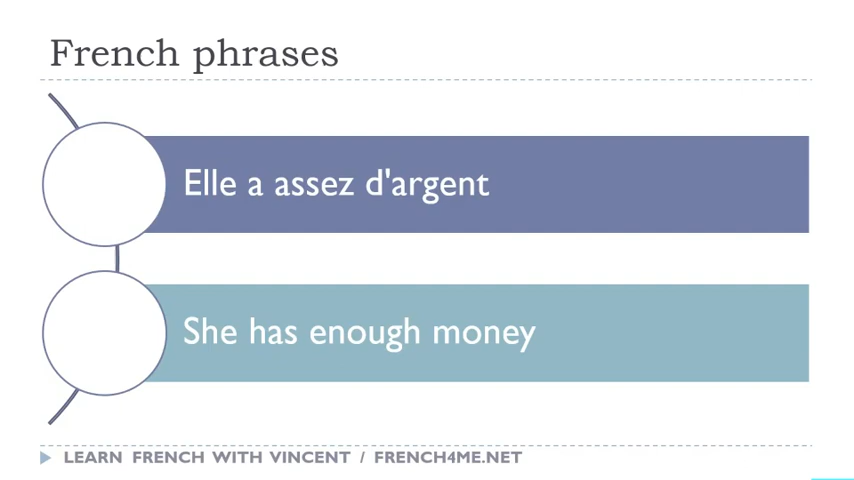 French phrases
Elle a assez d'argent
She has enough money
LEARN FRENCH WITH VINCENT / FRENCH4ME.NET